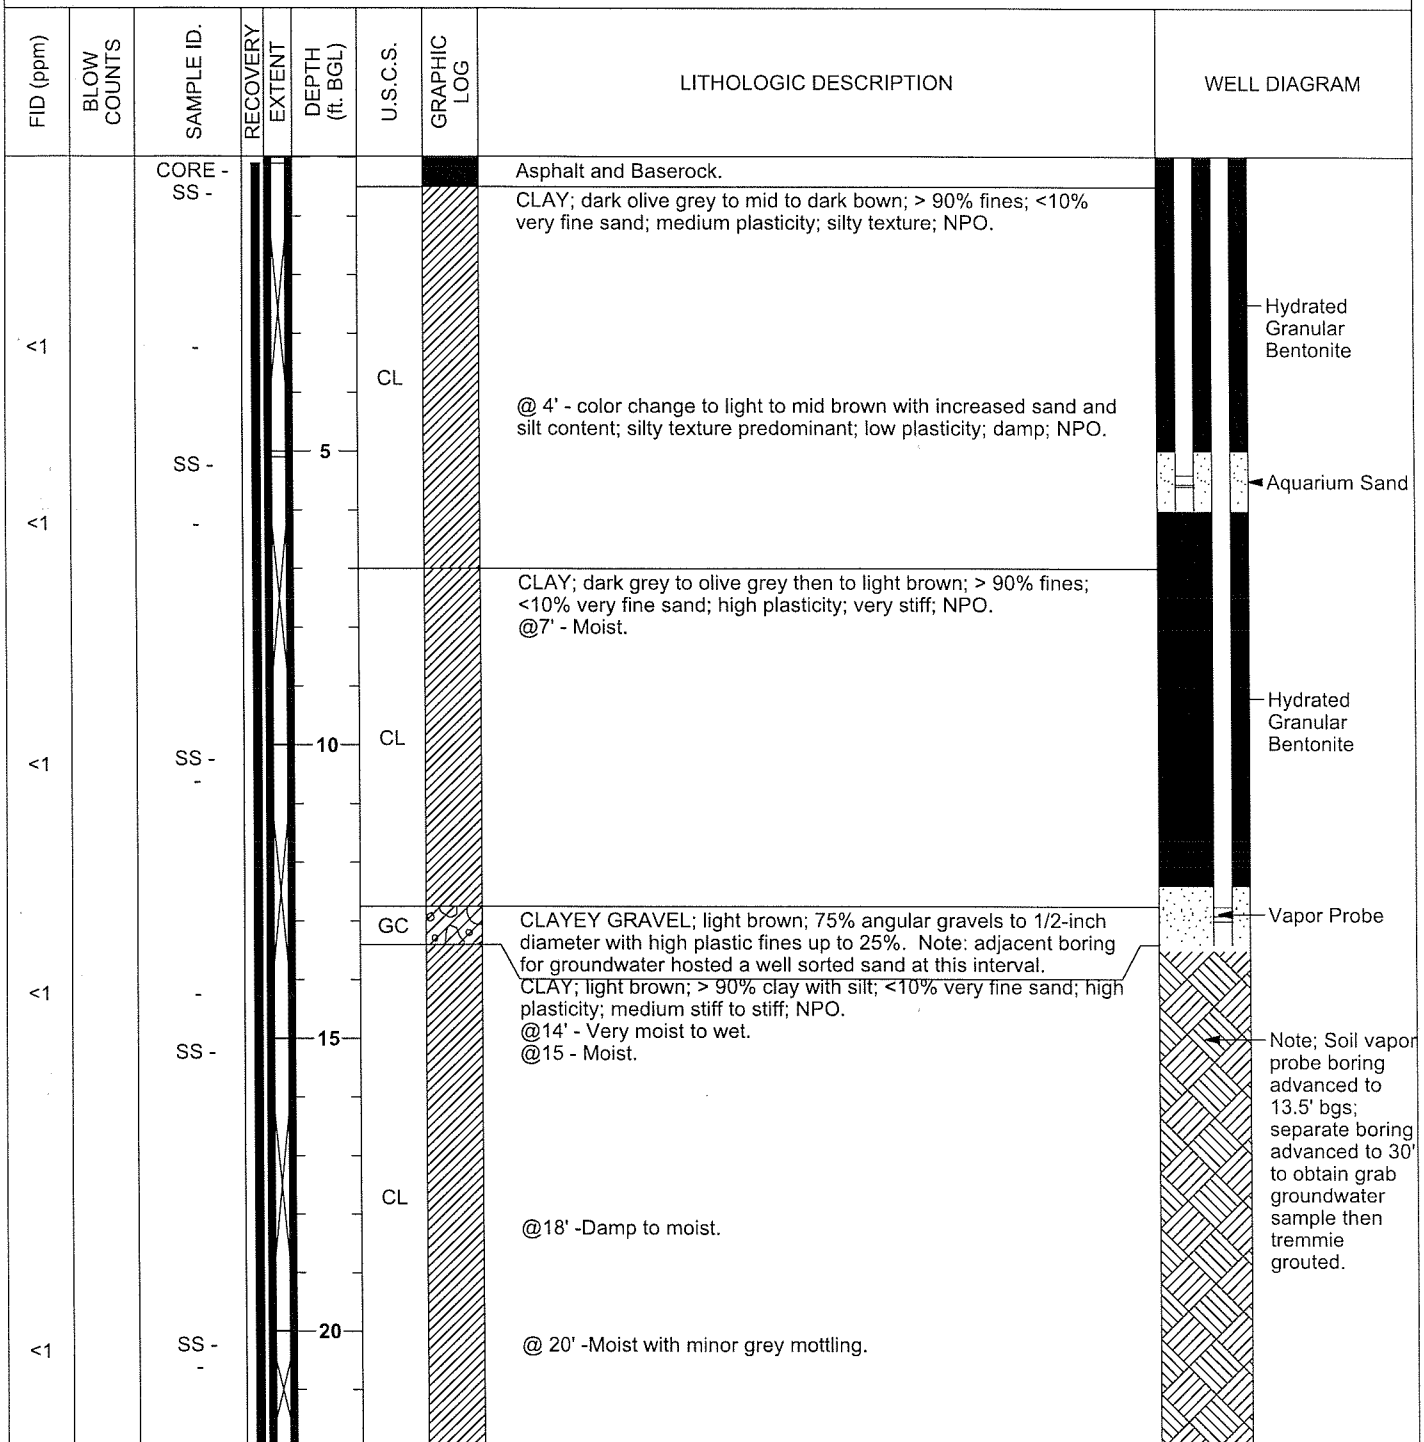 FID (ppm)
BLOW
COUNTS
SAMPLE ID.
RECOVERY
EXTENT
DEPTH
(ft. BGL)
U.S.C.S.
GRAPHIC
LOG
LITHOLOGIC DESCRIPTION
WELL DIAGRAM
CORE -
SS -
Asphalt and Baserock.
CLAY; dark olive grey to mid to dark bown; > 90% fines; <10%
very fine sand; medium plasticity; silty texture; NPO.
Hydrated
Granular
Bentonite
<1
-
CL
@ 4' - color change to light to mid brown with increased sand and
silt content; silty texture predominant; low plasticity; damp; NPO.
SS -
5
Aquarium Sand
<1
-
CLAY; dark grey to olive grey then to light brown; > 90% fines;
<10% very fine sand; high plasticity; very stiff; NPO.
@7' - Moist.
Hydrated
Granular
Bentonite
<1
SS -
-
10
CL
GC
CLAYEY GRAVEL; light brown; 75% angular gravels to 1/2-inch
diameter with high plastic fines up to 25%. Note: adjacent boring
for groundwater hosted a well sorted sand at this interval.
Vapor Probe
<1
-
CLAY; light brown; > 90% clay with silt; <10% very fine sand; high
plasticity; medium stiff to stiff; NPO.
@14' - Very moist to wet.
@15 - Moist.
SS -
15
Note; Soil vapor
probe boring
advanced to
13.5' bgs;
separate boring
advanced to 30'
to obtain grab
groundwater
sample then
tremmie
grouted.
CL
@18' -Damp to moist.
<1
SS -
-
20
@ 20' -Moist with minor grey mottling.